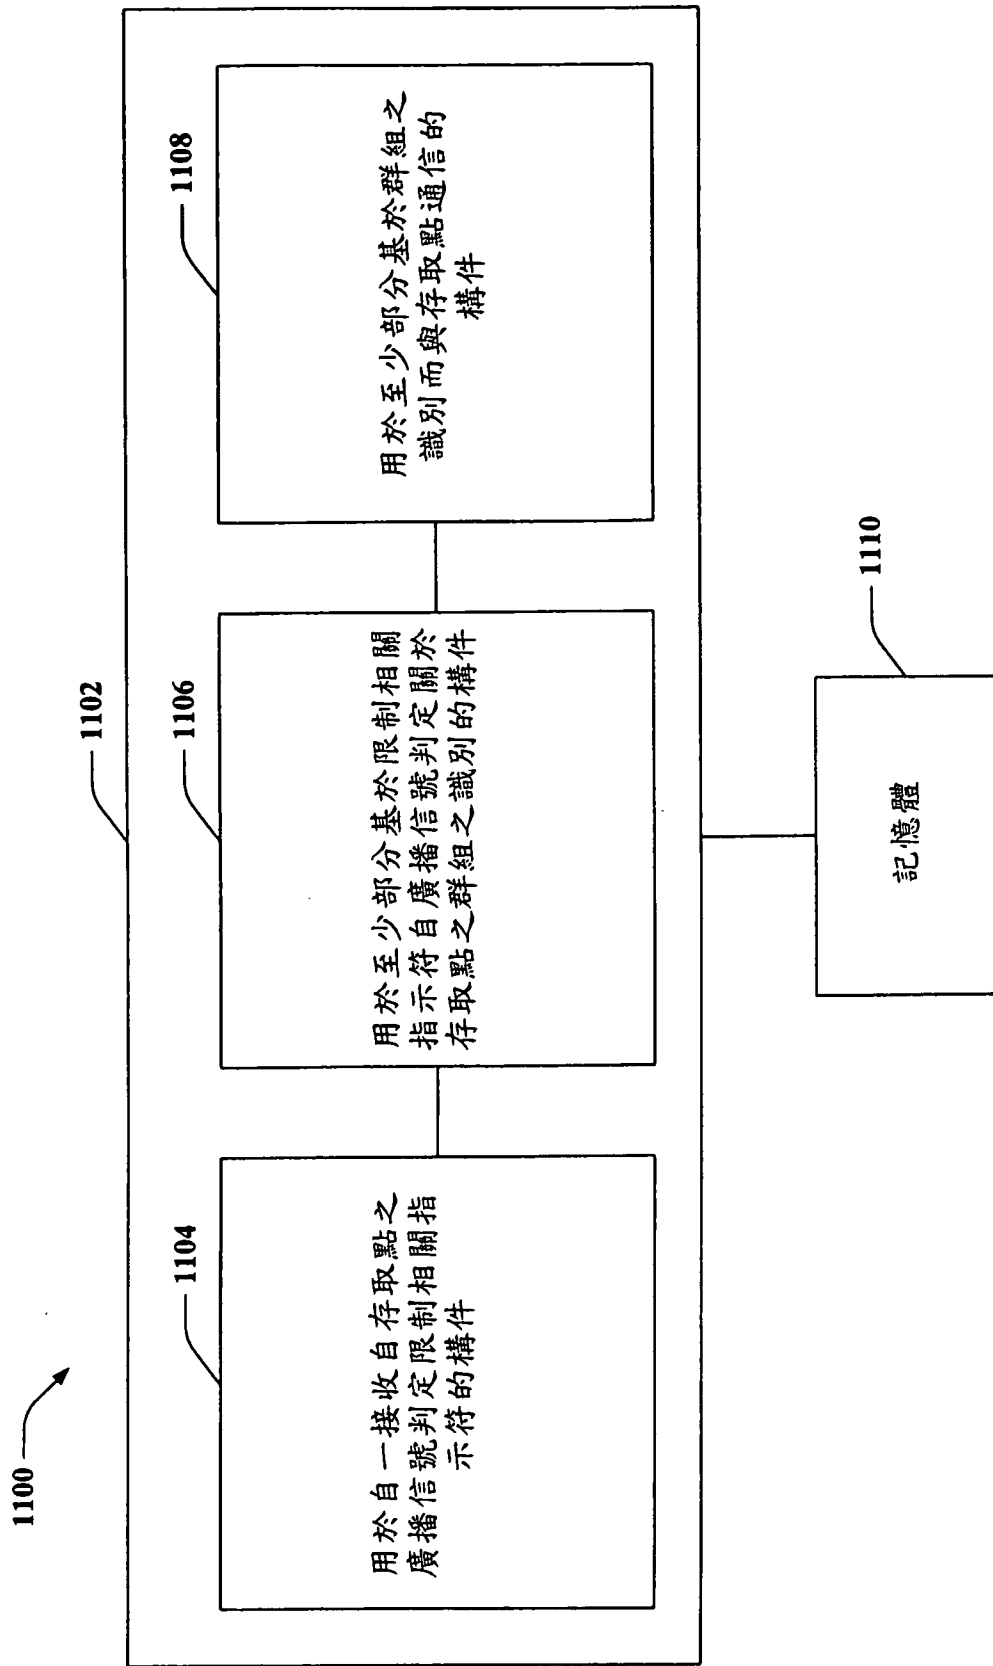 1100
1102
1104
用於自一接收自存取點之
廣播信號判定限制相關指
示符的構件
1106
用於至少部分基於限制相關
指示符自廣播信號判定關於
存取點之群組之識別的構件
1108
用於至少部分基於群組之
識別而與存取點通信的
構件
1110
記憶體